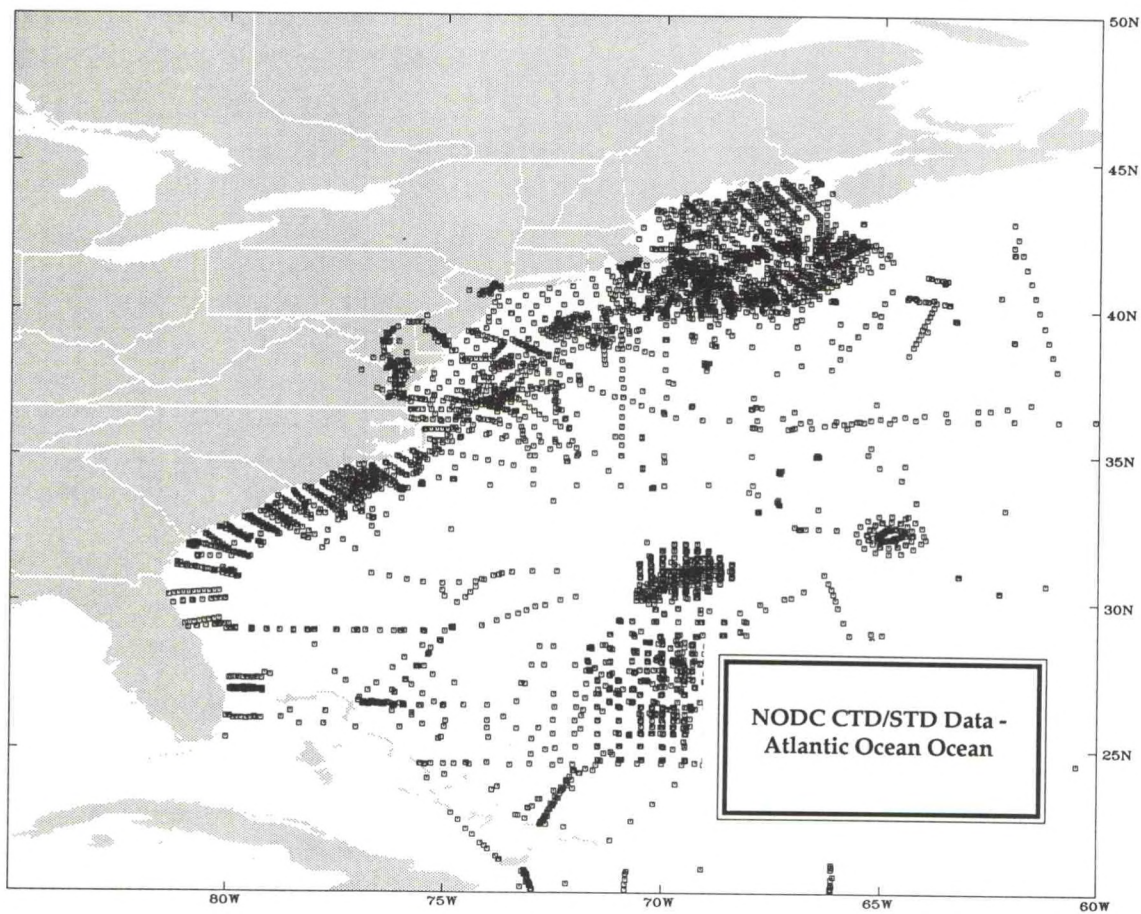 50N
45N
40N
35N
30N
NODC CTD/STD Data -
Atlantic Ocean Ocean
25N
80W
75W
70W
65W
60W